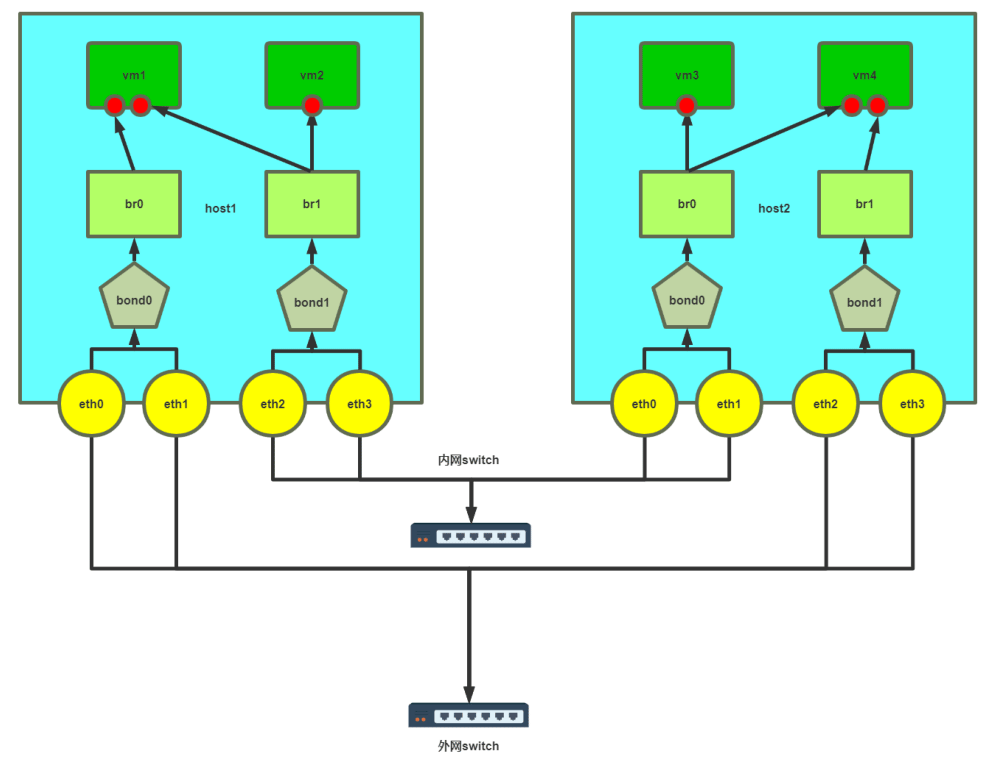 vm1
vm2
vm3
vm4
br0
host1
br1
br0
host2
br1
bond0
bond1
bond0
bond1
eth0
eth1
eth2
eth3
eth0
eth1
eth2
eth3
内网switch
外网switch